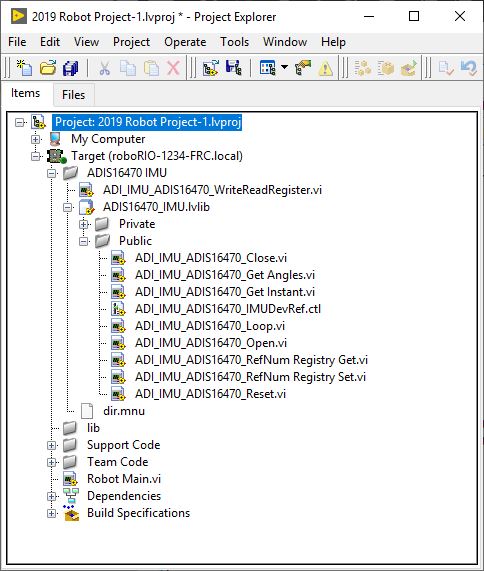 2019 Robot Project-1.lvproj * - Project Explorer
File Edit View Project Operate Tools Window Help
Items Files
Project: 2019 Robot Project-1.lvproj
My Computer
Target (roboRIO-1234-FRC.local)
ADIS16470 IMU
ADI_IMU_ADIS16470_WriteReadRegister.vi
ADIS16470_IMU.lvlib
Private
Public
ADI_IMU_ADIS16470_Close.vi
ADI_IMU_ADIS16470_Get Angles.vi
ADI_IMU_ADIS16470_Get Instant.vi
ADI_IMU_ADIS16470_IMUDevRef.ctl
ADI_IMU_ADIS16470_Loop.vi
ADI_IMU_ADIS16470_Open.vi
ADI_IMU_ADIS16470_RefNum Registry Get.vi
ADI_IMU_ADIS16470_RefNum Registry Set.vi
ADI_IMU_ADIS16470_Reset.vi
dir.mnu
lib
Support Code
Team Code
Robot Main.vi
Dependencies
Build Specifications